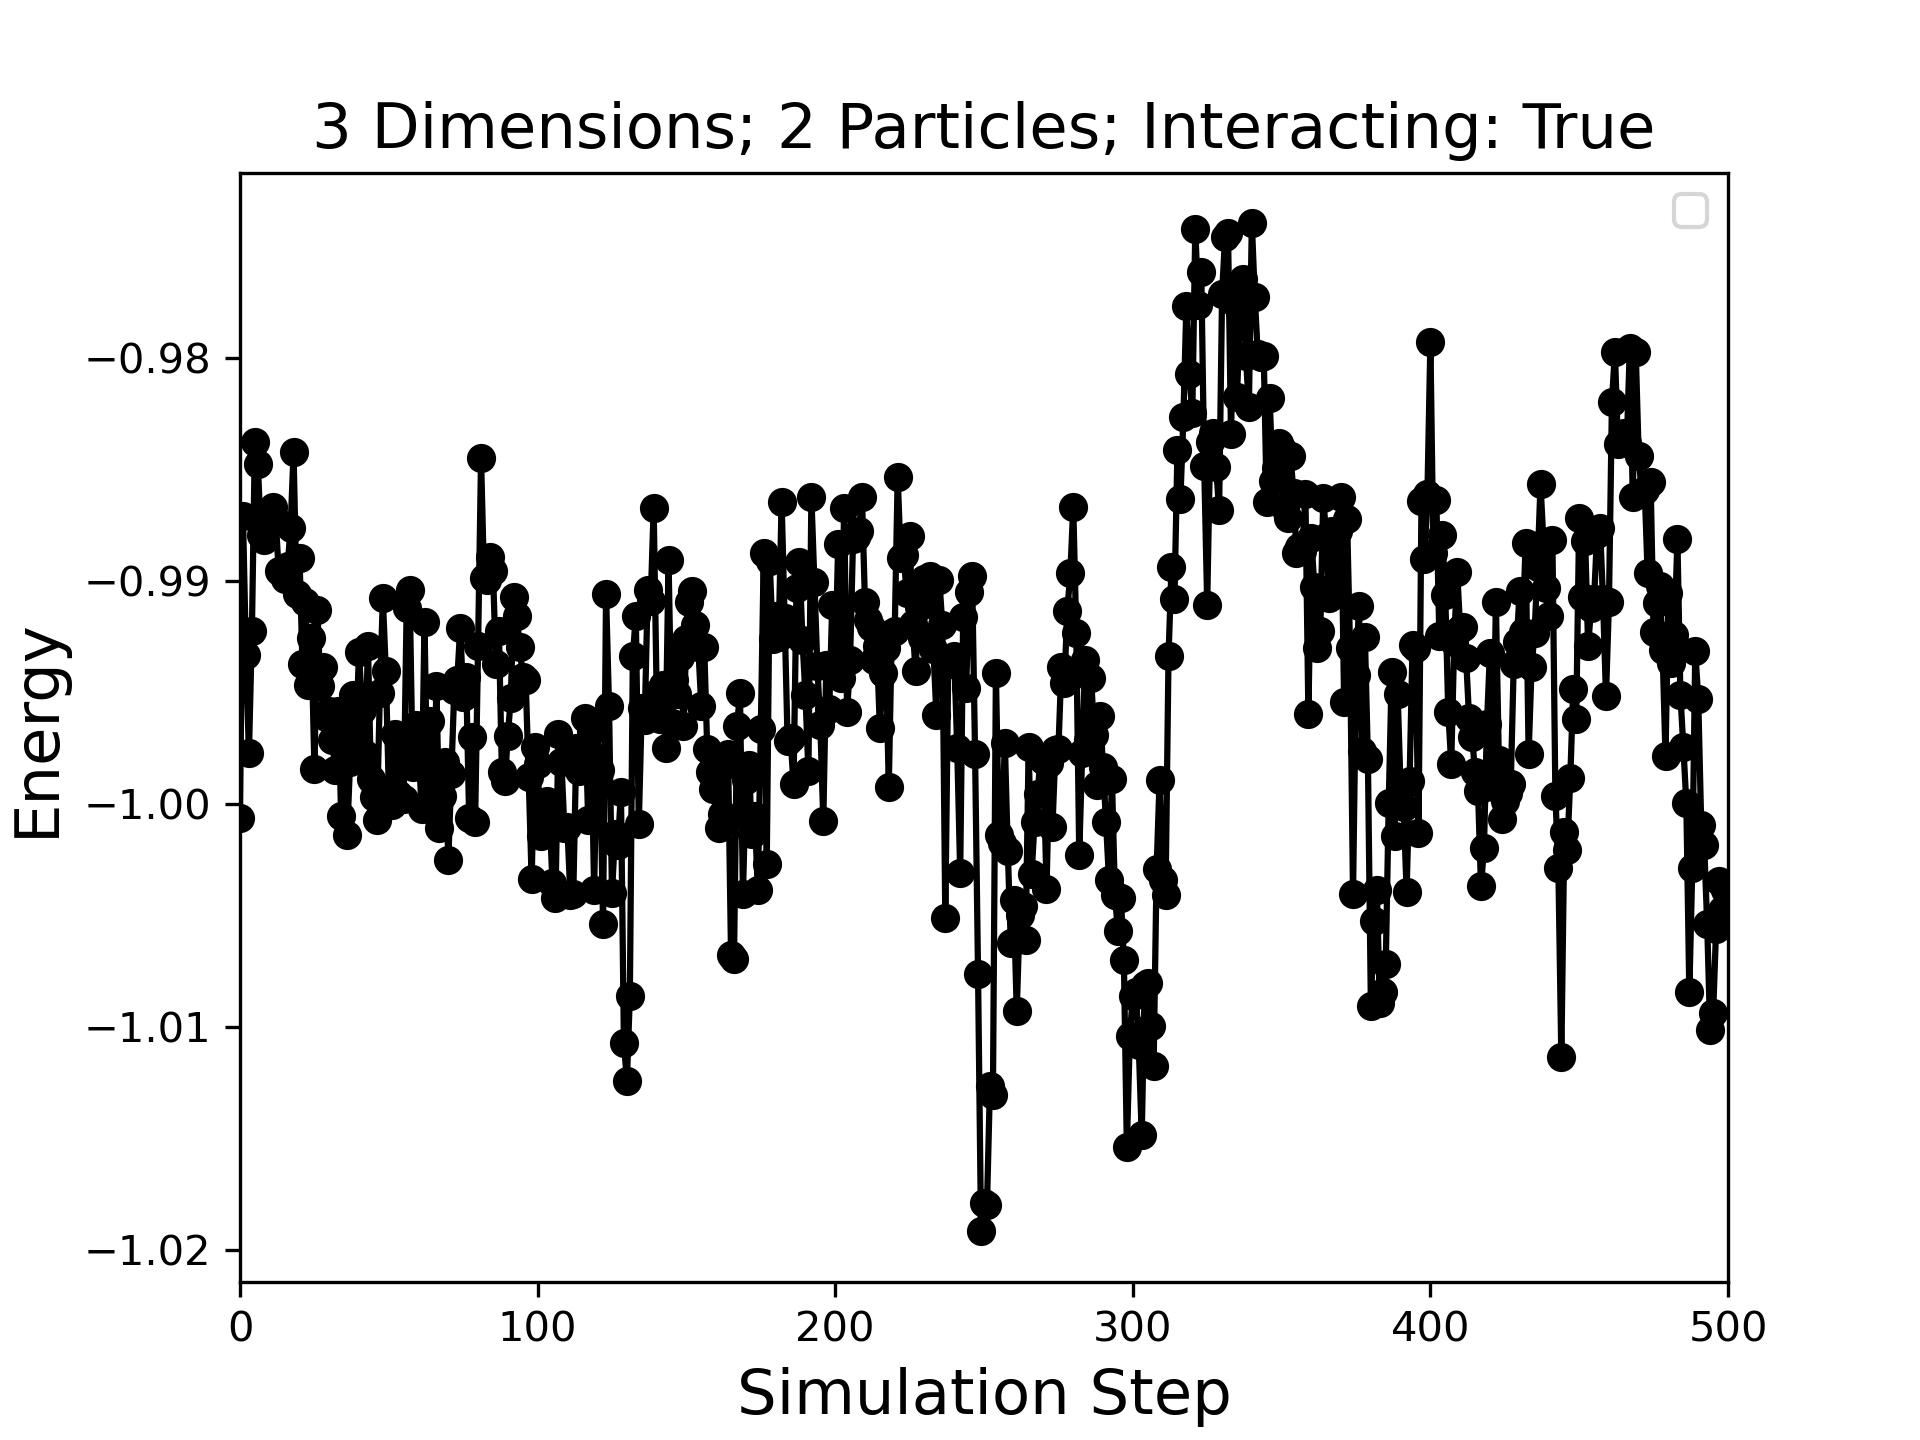 3 Dimensions; 2 Particles; Interacting: True
Energy
−0.98
−0.99
−1.00
−1.01
−1.02
0 100 200 300 400 500
Simulation Step